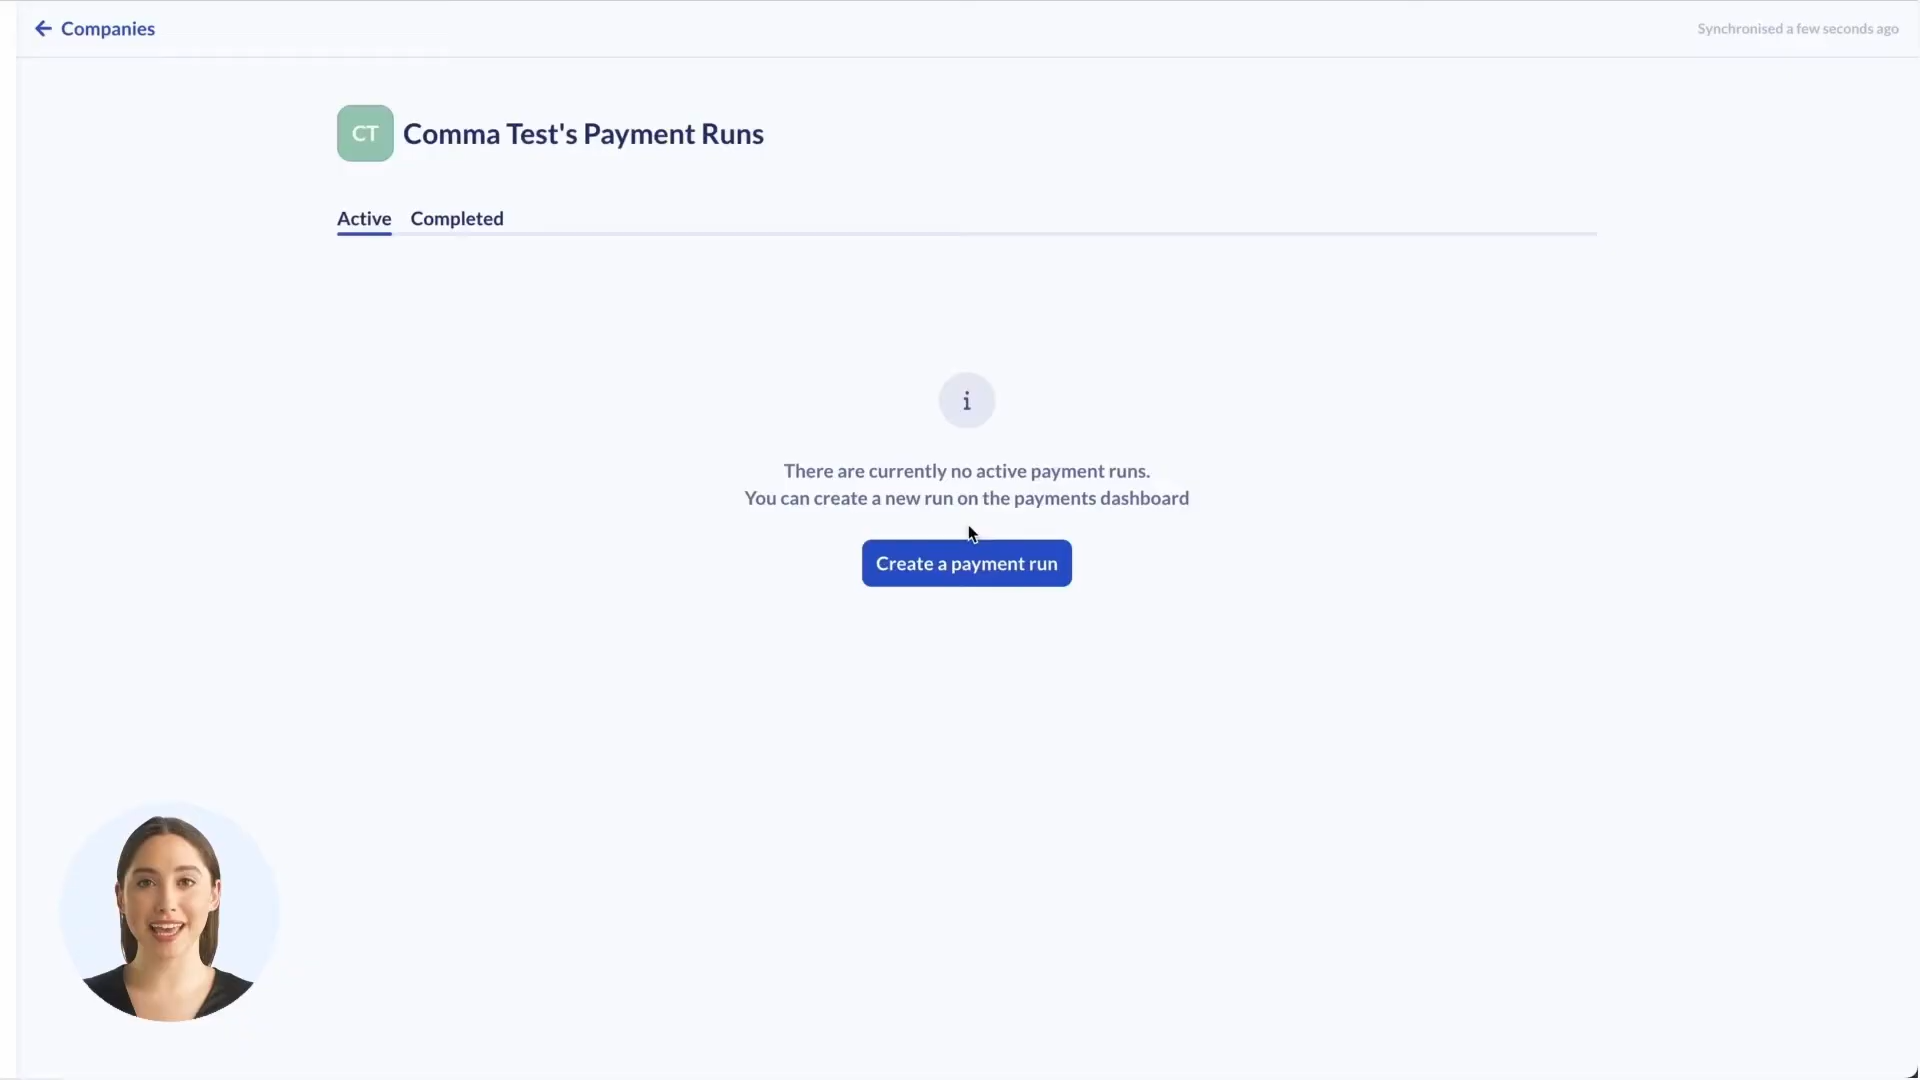 Companies
Synchronised a few seconds ago
CT
Comma Test's Payment Runs
Active
Completed
i
There are currently no active payment runs.
You can create a new run on the payments dashboard
Create a payment run